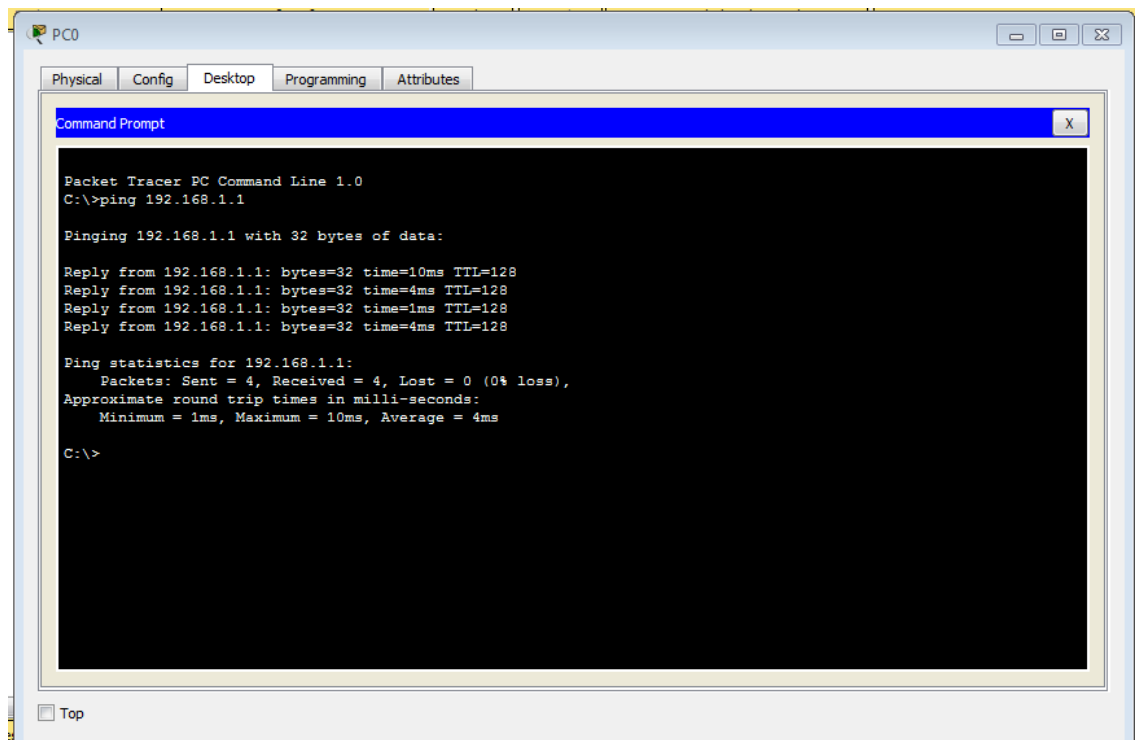 PC0
Physical Config Desktop Programming Attributes
Command Prompt
X
Packet Tracer PC Command Line 1.0
C:\>ping 192.168.1.1
Pinging 192.168.1.1 with 32 bytes of data:
Reply from 192.168.1.1: bytes=32 time=10ms TTL=128
Reply from 192.168.1.1: bytes=32 time=4ms TTL=128
Reply from 192.168.1.1: bytes=32 time=1ms TTL=128
Reply from 192.168.1.1: bytes=32 time=4ms TTL=128
Ping statistics for 192.168.1.1:
Packets: Sent = 4, Received = 4, Lost = 0 (0% loss),
Approximate round trip times in milli-seconds:
Minimum = 1ms, Maximum = 10ms, Average = 4ms
C:\>
Top